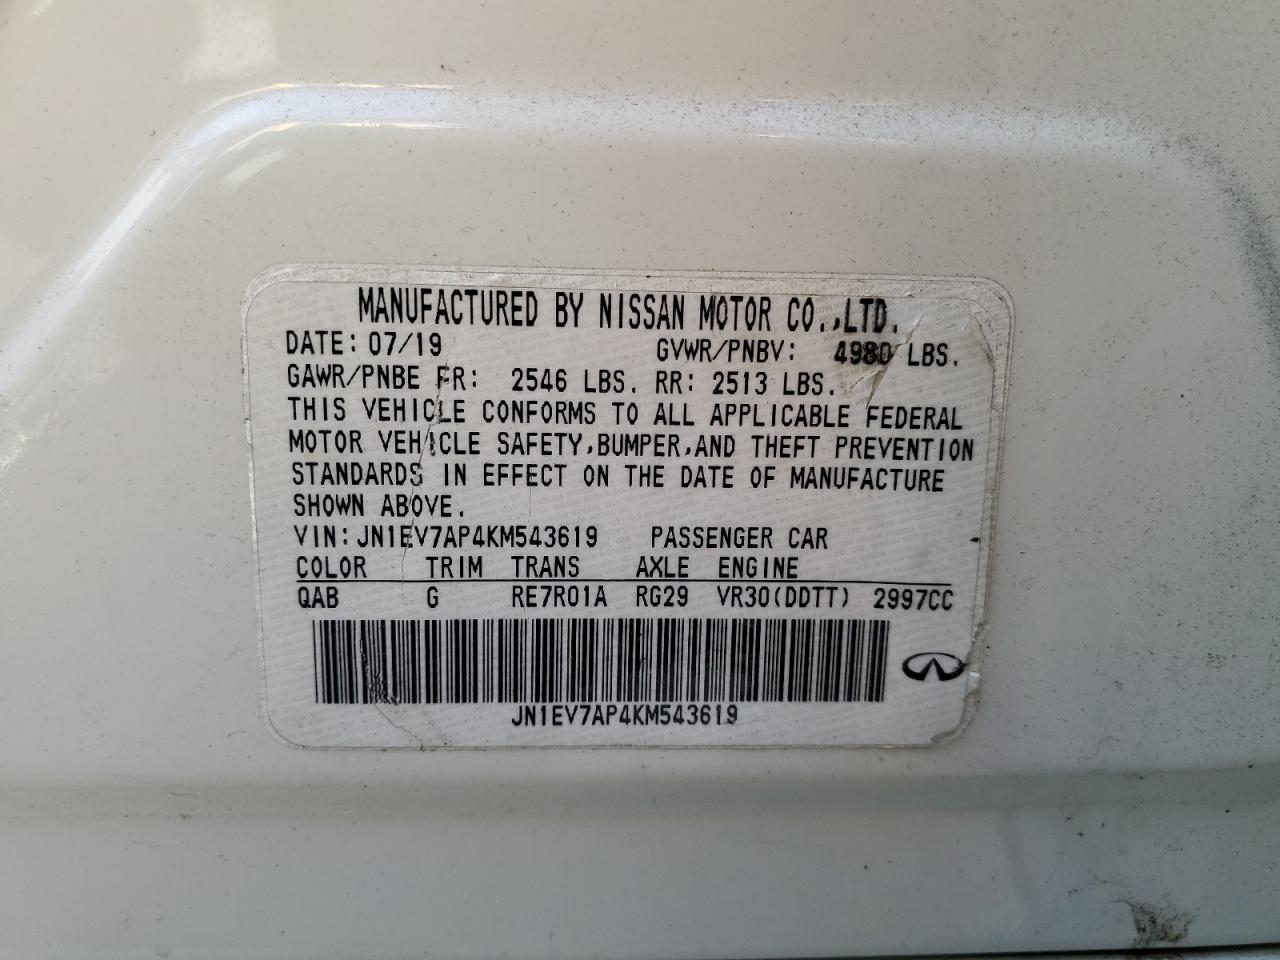 MANUFACTURED BY NISSAN MOTOR CO.,LTD.
DATE: 07/19 GVWR/PNBV: 4980 LBS.
GAWR/PNBE FR: 2546 LBS. RR: 2513 LBS.
THIS VEHICLE CONFORMS TO ALL APPLICABLE FEDERAL
MOTOR VEHICLE SAFETY,BUMPER,AND THEFT PREVENTION
STANDARDS IN EFFECT ON THE DATE OF MANUFACTURE
SHOWN ABOVE.
VIN:JN1EV7AP4KM543619 PASSENGER CAR
COLOR TRIM TRANS AXLE ENGINE
QAB G RE7R01A RG29 VR30(DDTT) 2997CC
JN1EV7AP4KM543619